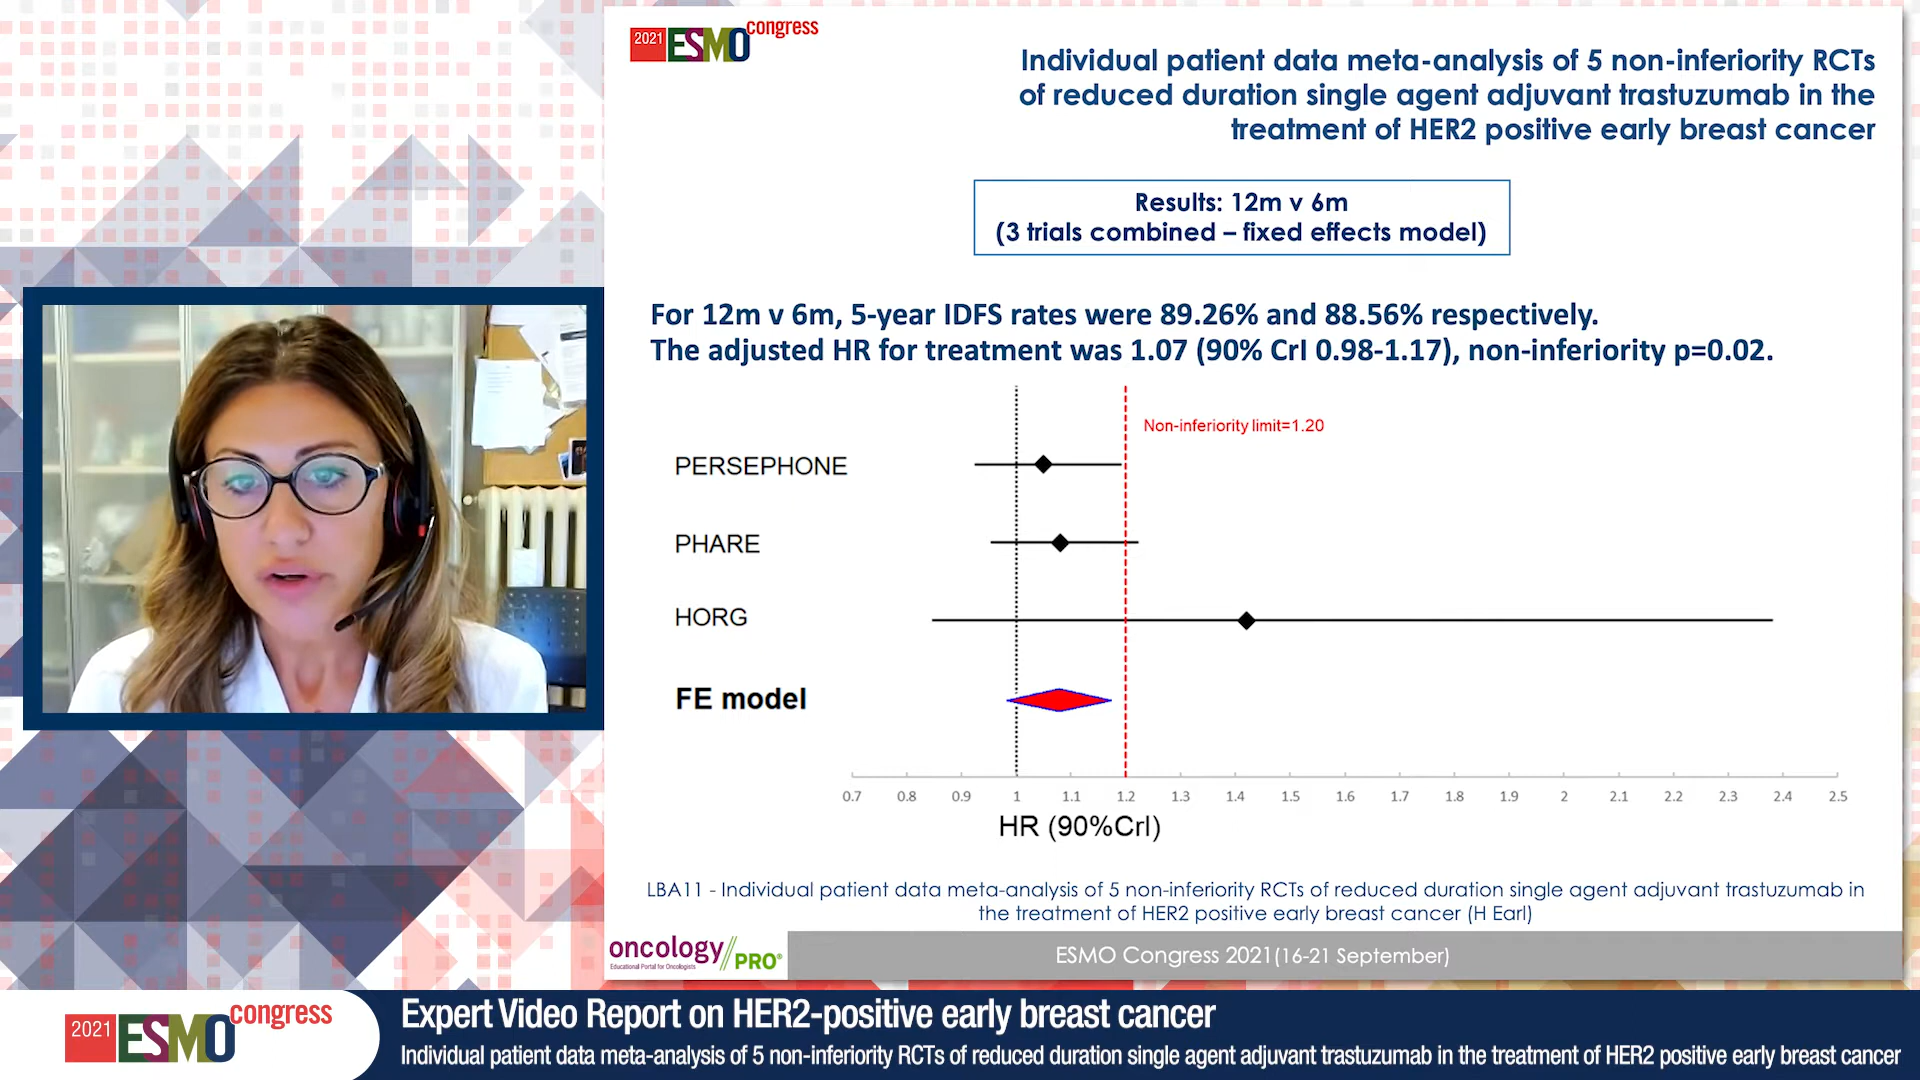 2021 ESMO congress
Individual patient data meta-analysis of 5 non-inferiority RCTs
of reduced duration single agent adjuvant trastuzumab in the
treatment of HER2 positive early breast cancer
Results: 12m v 6m
(3 trials combined – fixed effects model)
For 12m v 6m, 5-year IDFS rates were 89.26% and 88.56% respectively.
The adjusted HR for treatment was 1.07 (90% CrI 0.98-1.17), non-inferiority p=0.02.
Non-inferiority limit=1.20
PERSEPHONE
PHARE
HORG
FE model
0.7 0.8 0.9 1 1.1 1.2 1.3 1.4 1.5 1.6 1.7 1.8 1.9 2 2.1 2.2 2.3 2.4 2.5
HR (90%CrI)
LBA11 - Individual patient data meta-analysis of 5 non-inferiority RCTs of reduced duration single agent adjuvant trastuzumab in
the treatment of HER2 positive early breast cancer (H Earl)
oncology//PRO®
Educational Portal for Oncologists
ESMO Congress 2021(16-21 September)
2021 ESMO congress
Expert Video Report on HER2-positive early breast cancer
Individual patient data meta-analysis of 5 non-inferiority RCTs of reduced duration single agent adjuvant trastuzumab in the treatment of HER2 positive early breast cancer